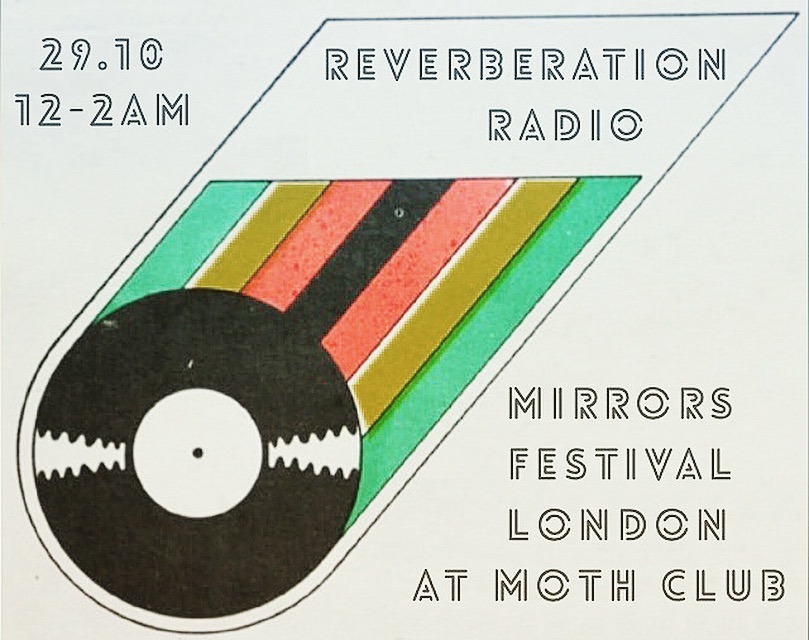 29.10
12-2AM
REVERBERATION
RADIO
MIRRORS
FESTIVAL
LONDON
AT MOTH CLUB